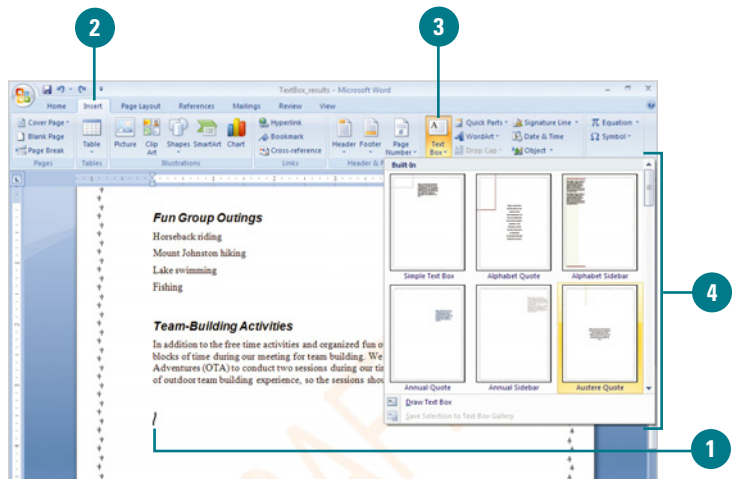 2
3
TextBox_results - Microsoft Word
Home Insert Page Layout References Mailings Review View
Cover Page
Blank Page
Page Break
Pages
Table
Tables
Picture Clip Art Shapes SmartArt Chart
Illustrations
Hyperlink
Bookmark
Cross-reference
Links
Header Footer Page Number
Header & F
Text Box
Quick Parts
WordArt
Drop Cap
Signature Line
Date & Time
Object
Equation
Symbol
Built-In
Simple Text Box Alphabet Quote Alphabet Sidebar
Annual Quote Annual Sidebar Austere Quote
Draw Text Box
Save Selection to Text Box Gallery
4
Fun Group Outings
Horseback riding
Mount Johnston hiking
Lake swimming
Fishing
Team-Building Activities
In addition to the free time activities and organized fun o
blocks of time during our meeting for team building. We
Adventures (OTA) to conduct two sessions during our ti
of outdoor team building experience, so the sessions shou
1